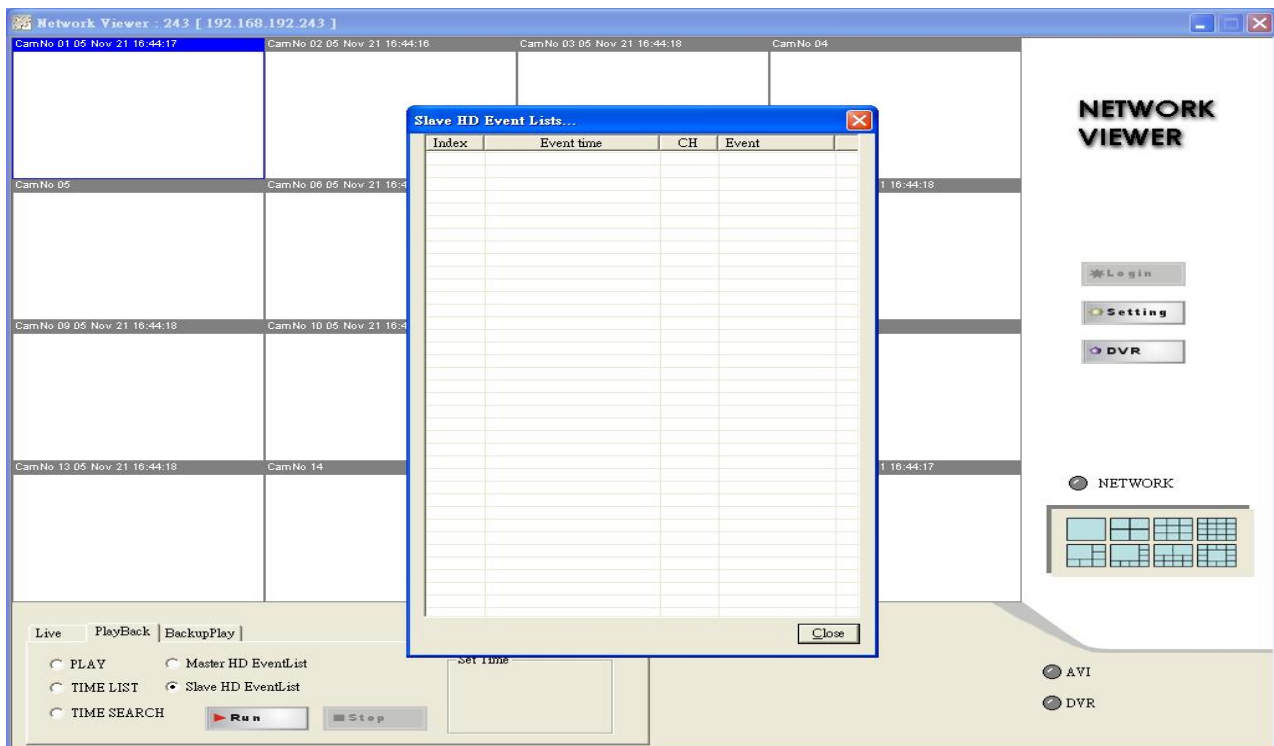 Network Viewer : 243 [ 192.168.192.243 ]
CamNo 01 05 Nov 21 16:44:17
CamNo 02 05 Nov 21 16:44:16
CamNo 03 05 Nov 21 16:44:18
CamNo 04
NETWORK
VIEWER
Slave HD Event Lists...
Index
Event time
CH
Event
CamNo 05
CamNo 06 05 Nov 21 16:4
1 16:44:18
Login
Setting
DVR
CamNo 09 05 Nov 21 16:44:18
CamNo 10 05 Nov 21 16:4
CamNo 13 05 Nov 21 16:44:18
CamNo 14
1 16:44:17
NETWORK
Close
Live
PlayBack
BackupPlay
PLAY
Master HD EventList
Set Time
TIME LIST
Slave HD EventList
TIME SEARCH
Run
Stop
AVI
DVR